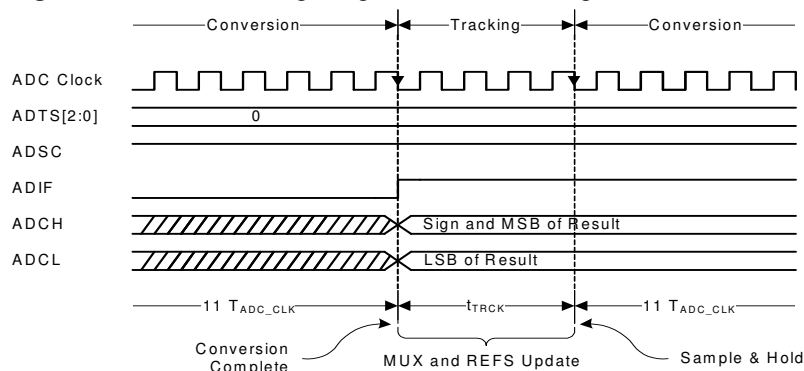 Conversion Tracking Conversion
ADC Clock
ADTS[2:0] 0
ADSC
ADIF
ADCH Sign and MSB of Result
ADCL LSB of Result
11 TADC_CLK tTRCK 11 TADC_CLK
Conversion Complete
MUX and REFS Update
Sample & Hold